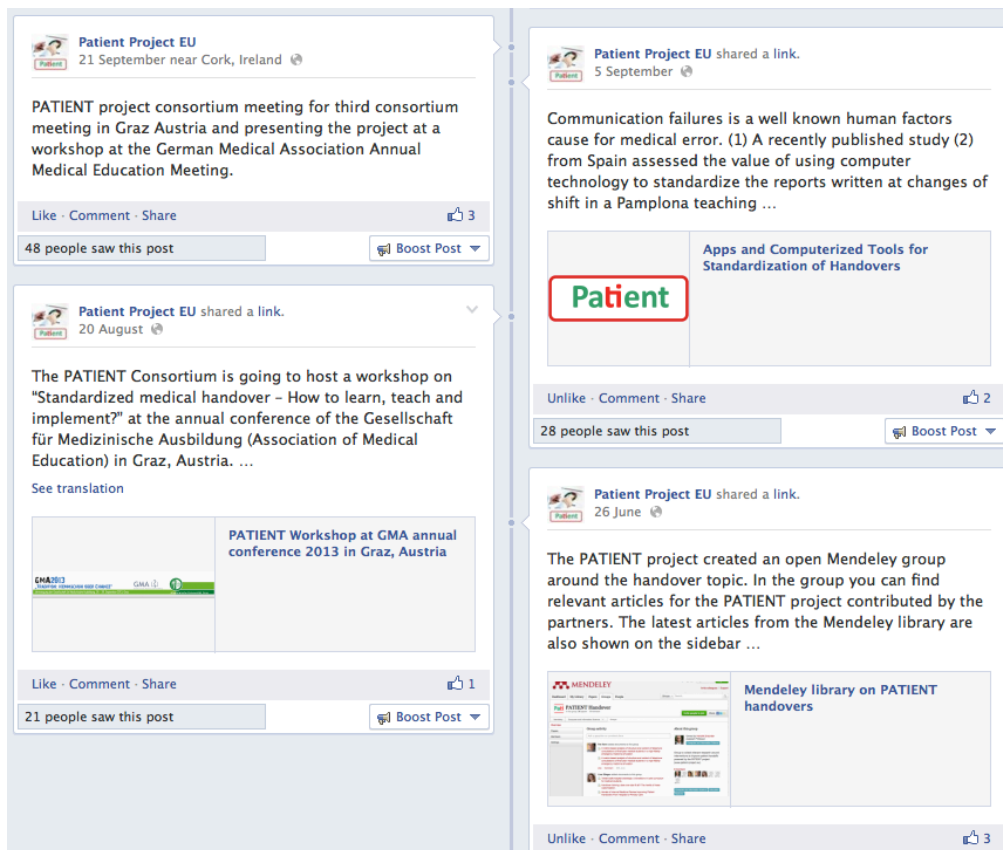 Patient Project EU
21 September near Cork, Ireland
Patient
PATIENT project consortium meeting for third consortium
meeting in Graz Austria and presenting the project at a
workshop at the German Medical Association Annual
Medical Education Meeting.
Like · Comment · Share
3
48 people saw this post
Boost Post
Patient Project EU shared a link.
20 August
Patient
The PATIENT Consortium is going to host a workshop on
"Standardized medical handover – How to learn, teach and
implement?" at the annual conference of the Gesellschaft
für Medizinische Ausbildung (Association of Medical
Education) in Graz, Austria. ...
See translation
GMA2013
GMA
PATIENT Workshop at GMA annual
conference 2013 in Graz, Austria
Like · Comment · Share
1
21 people saw this post
Boost Post
Patient Project EU shared a link.
5 September
Patient
Communication failures is a well known human factors
cause for medical error. (1) A recently published study (2)
from Spain assessed the value of using computer
technology to standardize the reports written at changes of
shift in a Pamplona teaching ...
Patient
Apps and Computerized Tools for
Standardization of Handovers
Unlike · Comment · Share
2
28 people saw this post
Boost Post
Patient Project EU shared a link.
26 June
Patient
The PATIENT project created an open Mendeley group
around the handover topic. In the group you can find
relevant articles for the PATIENT project contributed by the
partners. The latest articles from the Mendeley library are
also shown on the sidebar ...
MENDELEY
PATIENT Handover
Mendeley library on PATIENT
handovers
Unlike · Comment · Share
3